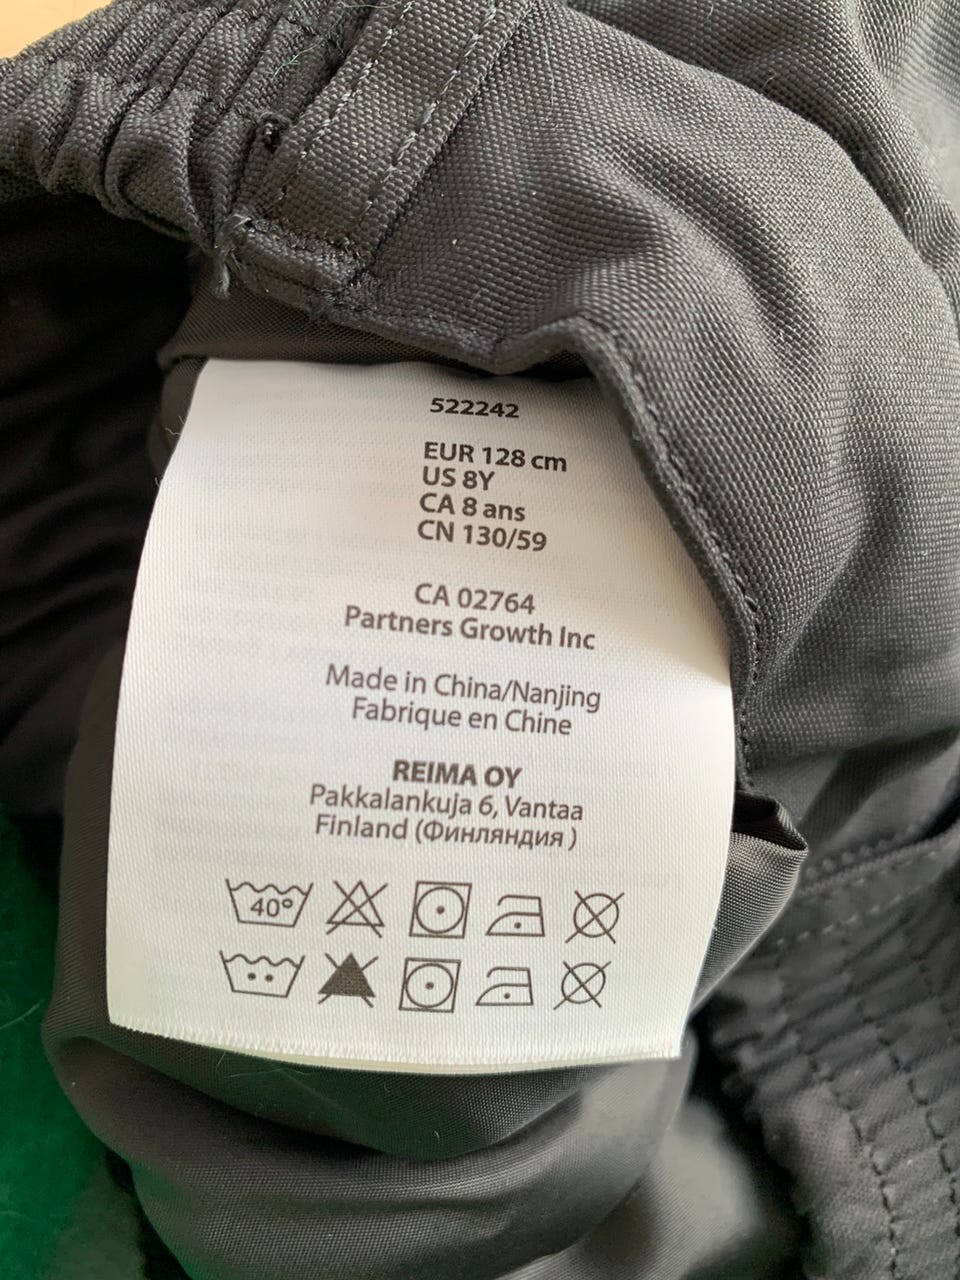 522242
EUR 128 cm
US 8Y
CA 8 ans
CN 130/59
CA 02764
Partners Growth Inc
Made in China/Nanjing
Fabrique en Chine
REIMA OY
Pakkalankuja 6, Vantaa
Finland (Финляндия )
40°